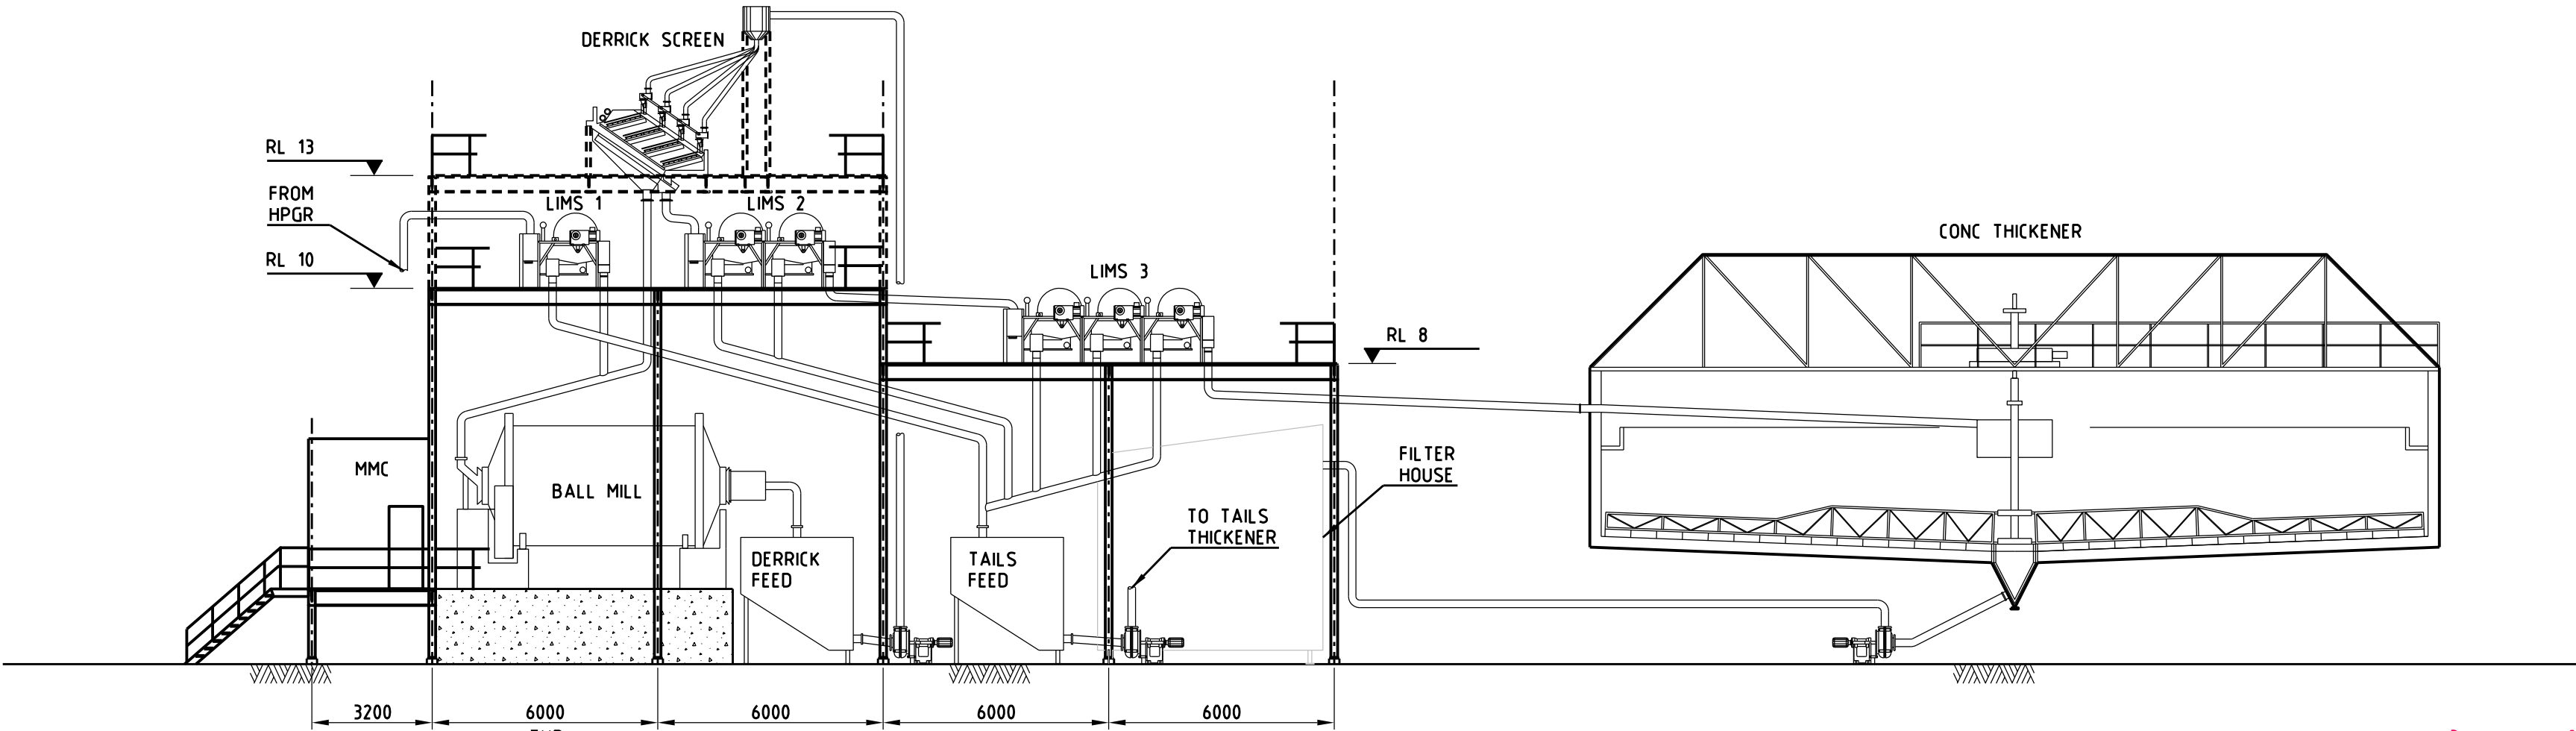 DERRICK SCREEN
RL 13
FROM
HPGR
LIMS 1
LIMS 2
RL 10
CONC THICKENER
LIMS 3
RL 8
MMC
BALL MILL
FILTER
HOUSE
TO TAILS
THICKENER
DERRICK
FEED
TAILS
FEED
3200
6000
6000
6000
6000